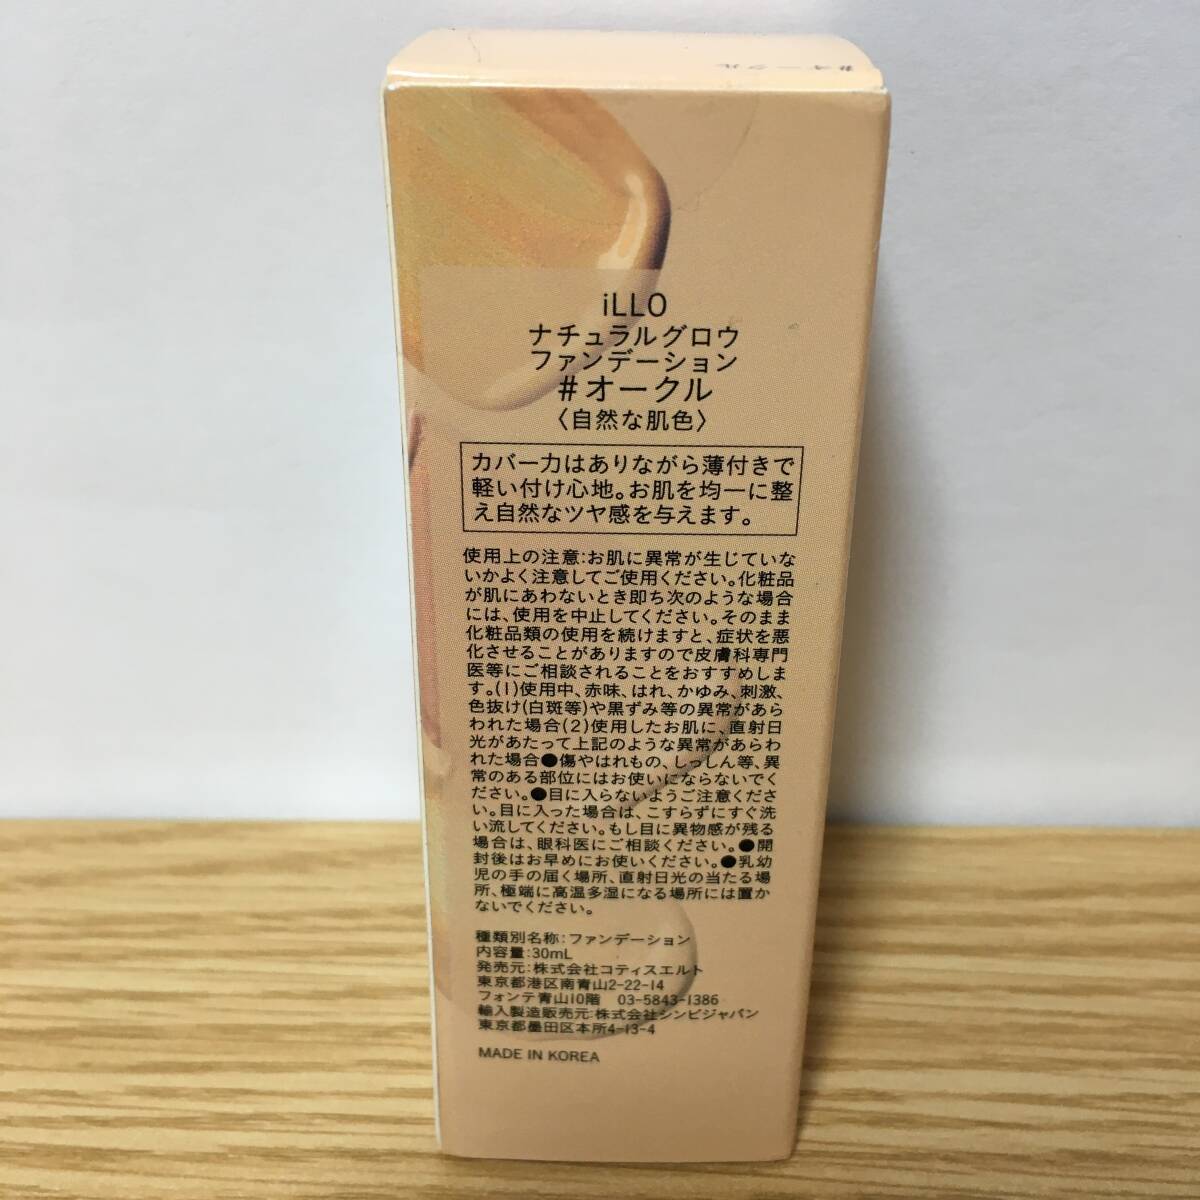 #オークル
iLLO
ナチュラルグロウ
ファンデーション
#オークル
〈自然な肌色〉
カバー力はありながら薄付きで
軽い付け心地。お肌を均一に整
え自然なツヤ感を与えます。
使用上の注意:お肌に異常が生じていな
いかよく注意してご使用ください。化粧品
が肌にあわないとき即ち次のような場合
には、使用を中止してください。そのまま
化粧品類の使用を続けますと、症状を悪
化させることがありますので皮膚科専門
医等にご相談されることをおすすめしま
す。(1)使用中、赤味、はれ、かゆみ、刺激、
色抜け(白斑等)や黒ずみ等の異常があら
われた場合(2)使用したお肌に、直射日
光があたって上記のような異常があらわ
れた場合●傷やはれもの、しっしん等、異
常のある部位にはお使いにならないでく
ださい。●目に入らないようご注意くださ
い。目に入った場合は、こすらずにすぐ洗
い流してください。もし目に異物感が残る
場合は、眼科医にご相談ください。●開
封後はお早めにお使いください。●乳幼
児の手の届く場所、直射日光の当たる場
所、極端に高温多湿になる場所には置か
ないでください。
種類別名称:ファンデーション
内容量:30mL
発売元:株式会社コティスエルト
東京都港区南青山2-22-14
フォンテ青山10階 03-5843-1386
輸入製造販売元:株式会社シンビジャパン
東京都墨田区本所4-13-4
MADE IN KOREA